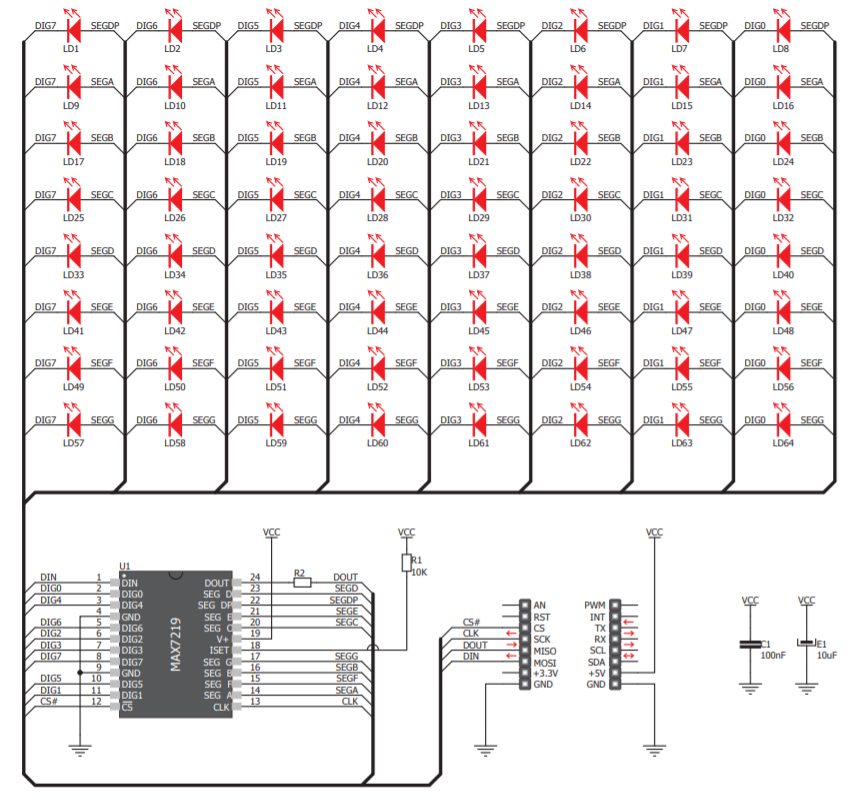 DIG7 SEGDP DIG6 SEGDP DIG5 SEGDP DIG4 SEGDP DIG3 SEGDP DIG2 SEGDP DIG1 SEGDP DIG0 SEGDP
LD1 LD2 LD3 LD4 LD5 LD6 LD7 LD8
DIG7 SEGA DIG6 SEGA DIG5 SEGA DIG4 SEGA DIG3 SEGA DIG2 SEGA DIG1 SEGA DIG0 SEGA
LD9 LD10 LD11 LD12 LD13 LD14 LD15 LD16
DIG7 SEGB DIG6 SEGB DIG5 SEGB DIG4 SEGB DIG3 SEGB DIG2 SEGB DIG1 SEGB DIG0 SEGB
LD17 LD18 LD19 LD20 LD21 LD22 LD23 LD24
DIG7 SEGC DIG6 SEGC DIG5 SEGC DIG4 SEGC DIG3 SEGC DIG2 SEGC DIG1 SEGC DIG0 SEGC
LD25 LD26 LD27 LD28 LD29 LD30 LD31 LD32
DIG7 SEGD DIG6 SEGD DIG5 SEGD DIG4 SEGD DIG3 SEGD DIG2 SEGD DIG1 SEGD DIG0 SEGD
LD33 LD34 LD35 LD36 LD37 LD38 LD39 LD40
DIG7 SEGE DIG6 SEGE DIG5 SEGE DIG4 SEGE DIG3 SEGE DIG2 SEGE DIG1 SEGE DIG0 SEGE
LD41 LD42 LD43 LD44 LD45 LD46 LD47 LD48
DIG7 SEGF DIG6 SEGF DIG5 SEGF DIG4 SEGF DIG3 SEGF DIG2 SEGF DIG1 SEGF DIG0 SEGF
LD49 LD50 LD51 LD52 LD53 LD54 LD55 LD56
DIG7 SEGG DIG6 SEGG DIG5 SEGG DIG4 SEGG DIG3 SEGG DIG2 SEGG DIG1 SEGG DIG0 SEGG
LD57 LD58 LD59 LD60 LD61 LD62 LD63 LD64
VCC VCC VCC
U1
R2
R1
10K
DIN 1 DIN DOUT 24 DOUT
DIG0 2 DIG0 SEG D 23 SEGD
DIG4 3 DIG4 SEG DP 22 SEGDP
4 GND SEG E 21 SEGE
DIG6 5 DIG6 SEG C 20 SEGC
DIG2 6 DIG2 V+ 19
DIG3 7 DIG3 ISET 18
DIG7 8 DIG7 SEG G 17 SEGG
9 GND SEG B 16 SEGB
DIG5 10 DIG5 SEG F 15 SEGF
DIG1 11 DIG1 SEG A 14 SEGA
CS# 12 CS CLK 13 CLK
MAX7219
AN PWM
RST INT
CS# CS TX
CLK SCK RX
DOUT MISO SCL
DIN MOSI SDA
+3.3V +5V
GND GND
VCC VCC
C1 E1
100nF 10uF